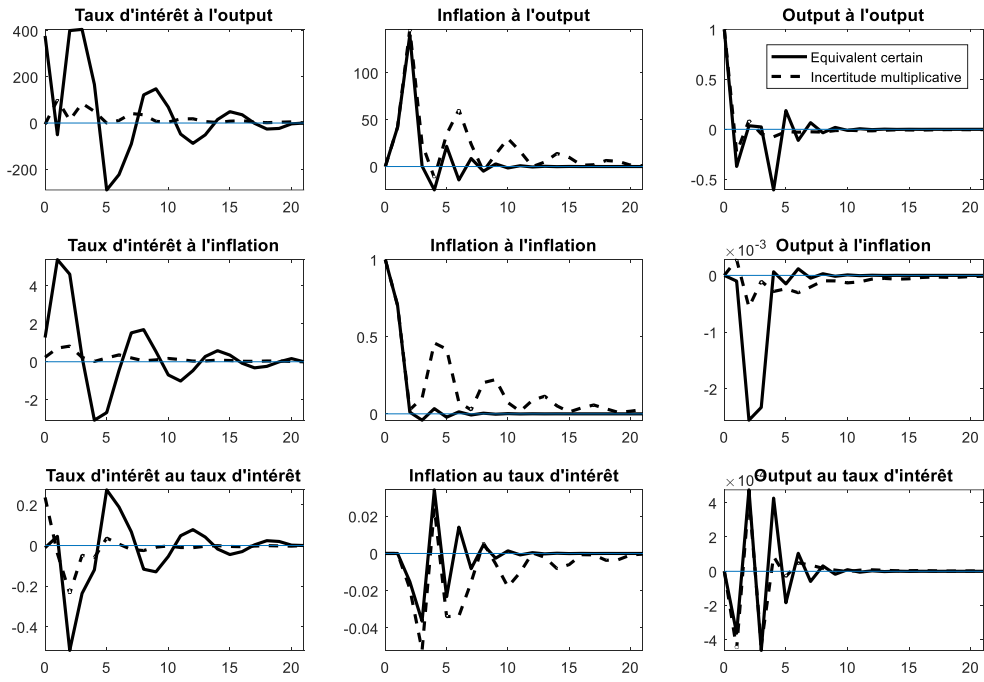 Taux d'intérêt à l'output
400
200
0
-200
0 5 10 15 20
Inflation à l'output
100
50
0
0 5 10 15 20
Output à l'output
1
0.5
0
-0.5
Equivalent certain
Incertitude multiplicative
0 5 10 15 20
Taux d'intérêt à l'inflation
4
2
0
-2
0 5 10 15 20
Inflation à l'inflation
1
0.5
0
0 5 10 15 20
×10⁻³ Output à l'inflation
0
-1
-2
0 5 10 15 20
Taux d'intérêt au taux d'intérêt
0.2
0
-0.2
-0.4
0 5 10 15 20
Inflation au taux d'intérêt
0.02
0
-0.02
-0.04
0 5 10 15 20
×10 Output au taux d'intérêt
4
2
0
-2
-4
0 5 10 15 20